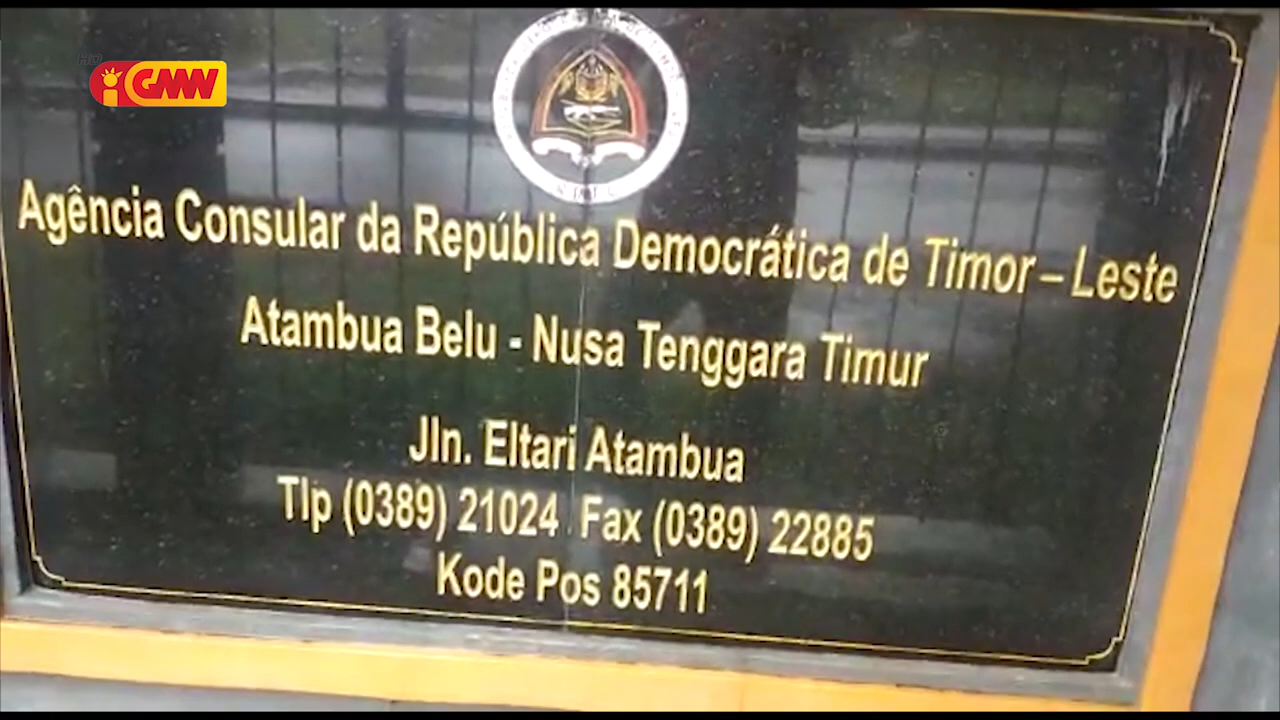 GMW
Agência Consular da República Democrática de Timor – Leste
Atambua Belu - Nusa Tenggara Timur
Jln. Eltari Atambua
Tlp (0389) 21024 Fax (0389) 22885
Kode Pos 85711